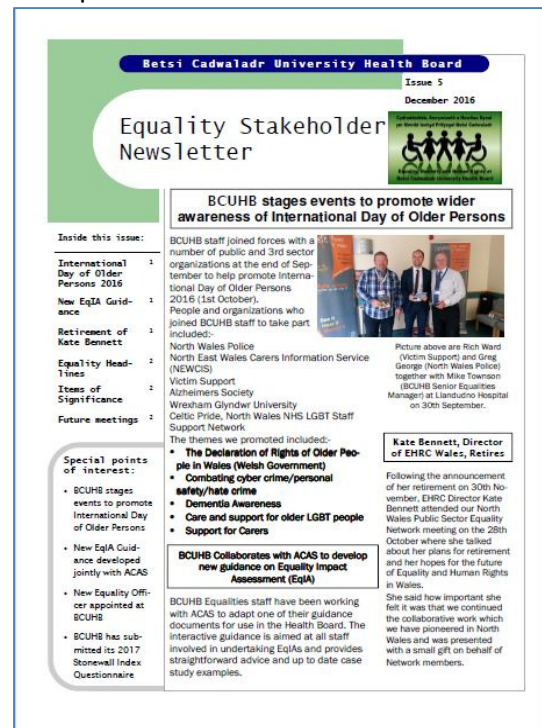 Betsi Cadwaladr University Health Board
Issue 5
December 2016
Equality Stakeholder
Newsletter
BCUHB stages events to promote wider
awareness of International Day of Older Persons
Inside this issue:
International 1
Day of Older
Persons 2016
New EqIA Guid- 1
ance
Retirement of 1
Kate Bennett
Equality Head- 2
lines
Items of 2
Significance
Future meetings 2
Special points
of interest:
• BCUHB stages
events to promote
International Day
of Older Persons
• New EqIA Guid-
ance developed
jointly with ACAS
• New Equality Offi-
cer appointed at
BCUHB
• BCUHB has sub-
mitted its 2017
Stonewall Index
Questionnaire
BCUHB staff joined forces with a
number of public and 3rd sector
organizations at the end of Sep-
tember to help promote Interna-
tional Day of Older Persons
2016 (1st October).
People and organizations who
joined BCUHB staff to take part
included:-
North Wales Police
North East Wales Carers Information Service
(NEWCIS)
Victim Support
Alzheimers Society
Wrexham Glyndwr University
Celtic Pride, North Wales NHS LGBT Staff
Support Network
The themes we promoted included:-
• The Declaration of Rights of Older Peo-
ple in Wales (Welsh Government)
• Combating cyber crime/personal
safety/hate crime
• Dementia Awareness
• Care and support for older LGBT people
• Support for Carers
BCUHB Collaborates with ACAS to develop
new guidance on Equality Impact
Assessment (EqIA)
BCUHB Equalities staff have been working
with ACAS to adapt one of their guidance
documents for use in the Health Board. The
interactive guidance is aimed at all staff
involved in undertaking EqIAs and provides
straightforward advice and up to date case
study examples.
Picture above are Rich Ward
(Victim Support) and Greg
George (North Wales Police)
together with Mike Townson
(BCUHB Senior Equalities
Manager) at Llandudno Hospital
on 30th September.
Kate Bennett, Director
of EHRC Wales, Retires
Following the announcement
of her retirement on 30th No-
vember, EHRC Director Kate
Bennett attended our North
Wales Public Sector Equality
Network meeting on the 28th
October where she talked
about her plans for retirement
and her hopes for the future
of Equality and Human Rights
in Wales.
She said how important she
felt it was that we continued
the collaborative work which
we have pioneered in North
Wales and was presented
with a small gift on behalf of
Network members.